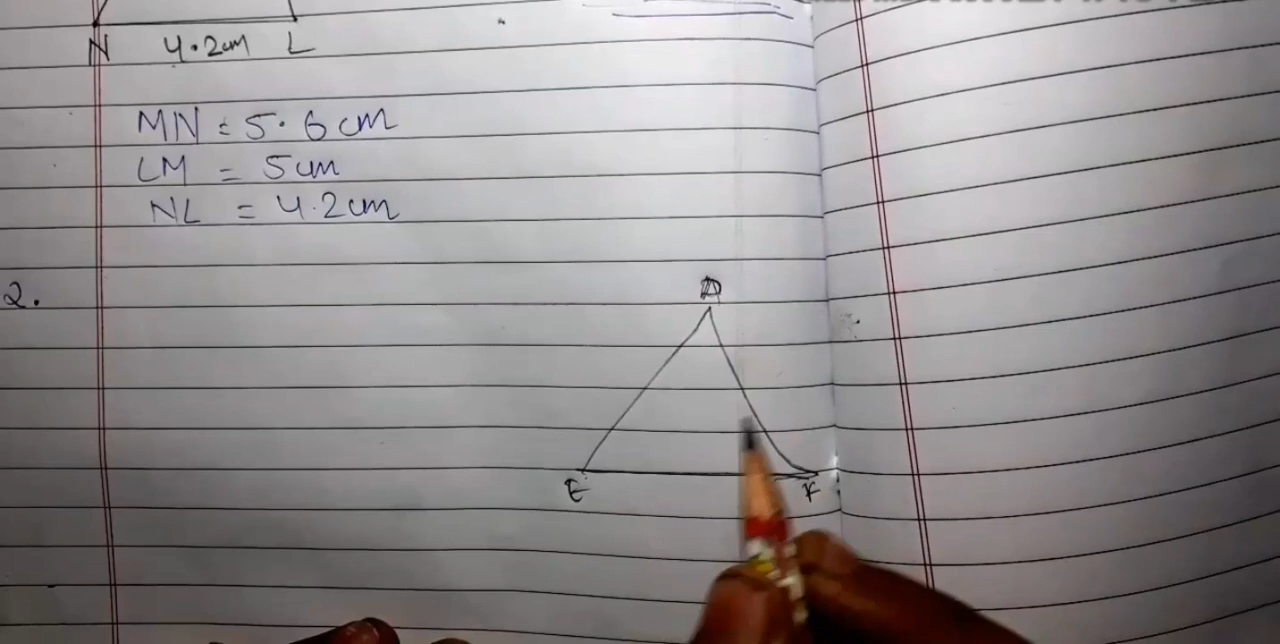 N 4.2cm L
MN = 5.6cm
LM = 5cm
NL = 4.2cm
2.
D
E F